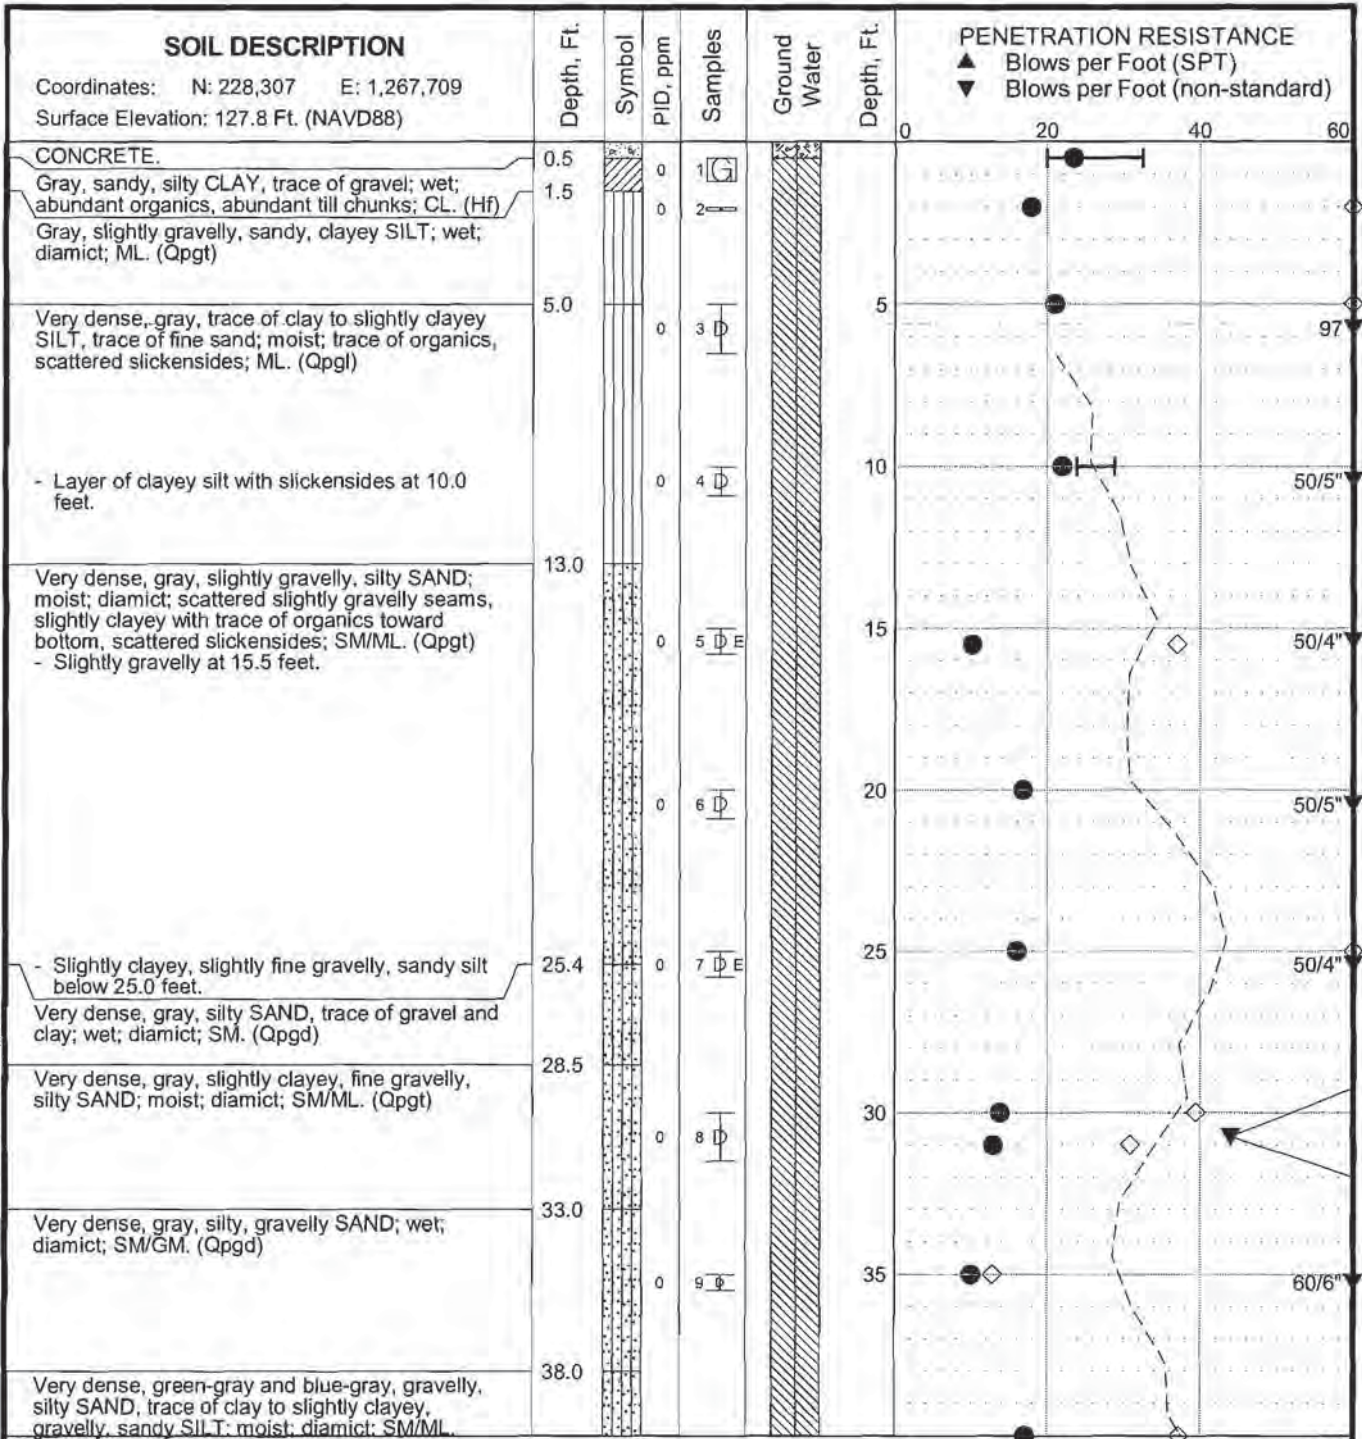 SOIL DESCRIPTION
Coordinates: N: 228,307 E: 1,267,709
Surface Elevation: 127.8 Ft. (NAVD88)
Depth, Ft.
Symbol
PID, ppm
Samples
Ground
Water
Depth, Ft.
PENETRATION RESISTANCE
▲ Blows per Foot (SPT)
▼ Blows per Foot (non-standard)
0 20 40 60
CONCRETE.
0.5
Gray, sandy, silty CLAY, trace of gravel; wet;
abundant organics, abundant till chunks; CL. (Hf)
0 1 G
1.5
Gray, slightly gravelly, sandy, clayey SILT; wet;
diamict; ML. (Qpgt)
0 2
5.0
5
Very dense, gray, trace of clay to slightly clayey
SILT, trace of fine sand; moist; trace of organics,
scattered slickensides; ML. (Qpgl)
0 3 D
97
- Layer of clayey silt with slickensides at 10.0
feet.
0 4 D
10
50/5"
13.0
Very dense, gray, slightly gravelly, silty SAND;
moist; diamict; scattered slightly gravelly seams,
slightly clayey with trace of organics toward
bottom, scattered slickensides; SM/ML. (Qpgt)
- Slightly gravelly at 15.5 feet.
0 5 D E
15
50/4"
0 6 D
20
50/5"
- Slightly clayey, slightly fine gravelly, sandy silt
below 25.0 feet.
25.4
0 7 D E
25
50/4"
Very dense, gray, silty SAND, trace of gravel and
clay; wet; diamict; SM. (Qpgd)
28.5
Very dense, gray, slightly clayey, fine gravelly,
silty SAND; moist; diamict; SM/ML. (Qpgt)
0 8 D
30
33.0
Very dense, gray, silty, gravelly SAND; wet;
diamict; SM/GM. (Qpgd)
0 9 D
35
60/6"
38.0
Very dense, green-gray and blue-gray, gravelly,
silty SAND, trace of clay to slightly clayey,
gravelly, sandy SILT; moist; diamict; SM/ML.